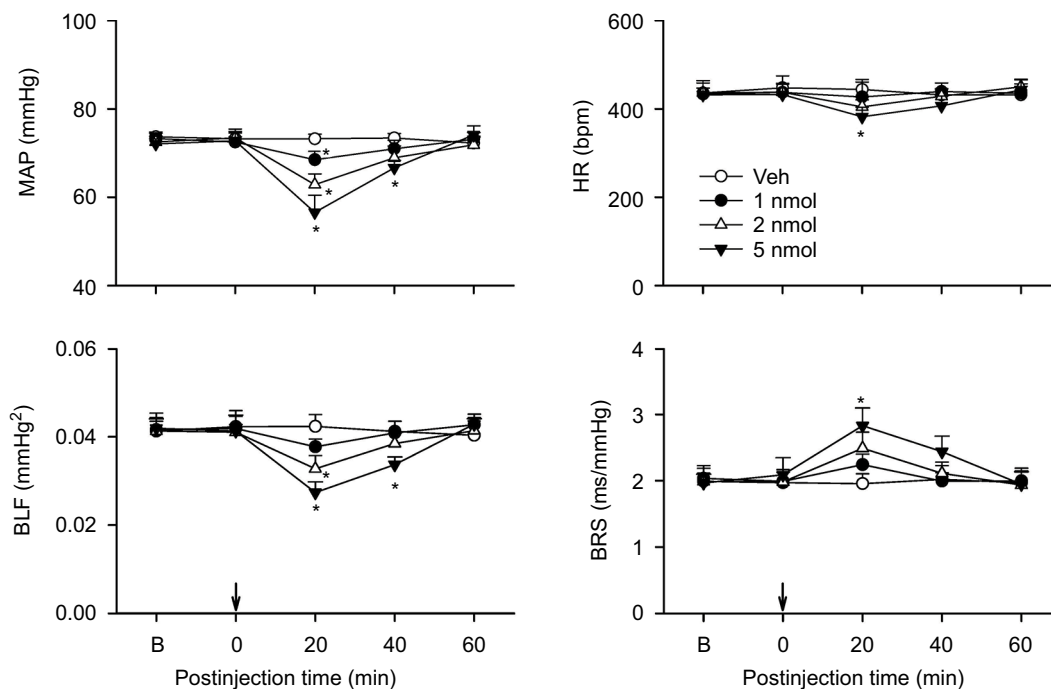 100
80
60
40
MAP (mmHg)
*
*
*
*
600
400
200
0
HR (bpm)
*
Veh
1 nmol
2 nmol
5 nmol
0.06
0.04
0.02
0.00
BLF (mmHg²)
*
*
*
B 0 20 40 60
Postinjection time (min)
4
3
2
1
0
BRS (ms/mmHg)
*
B 0 20 40 60
Postinjection time (min)